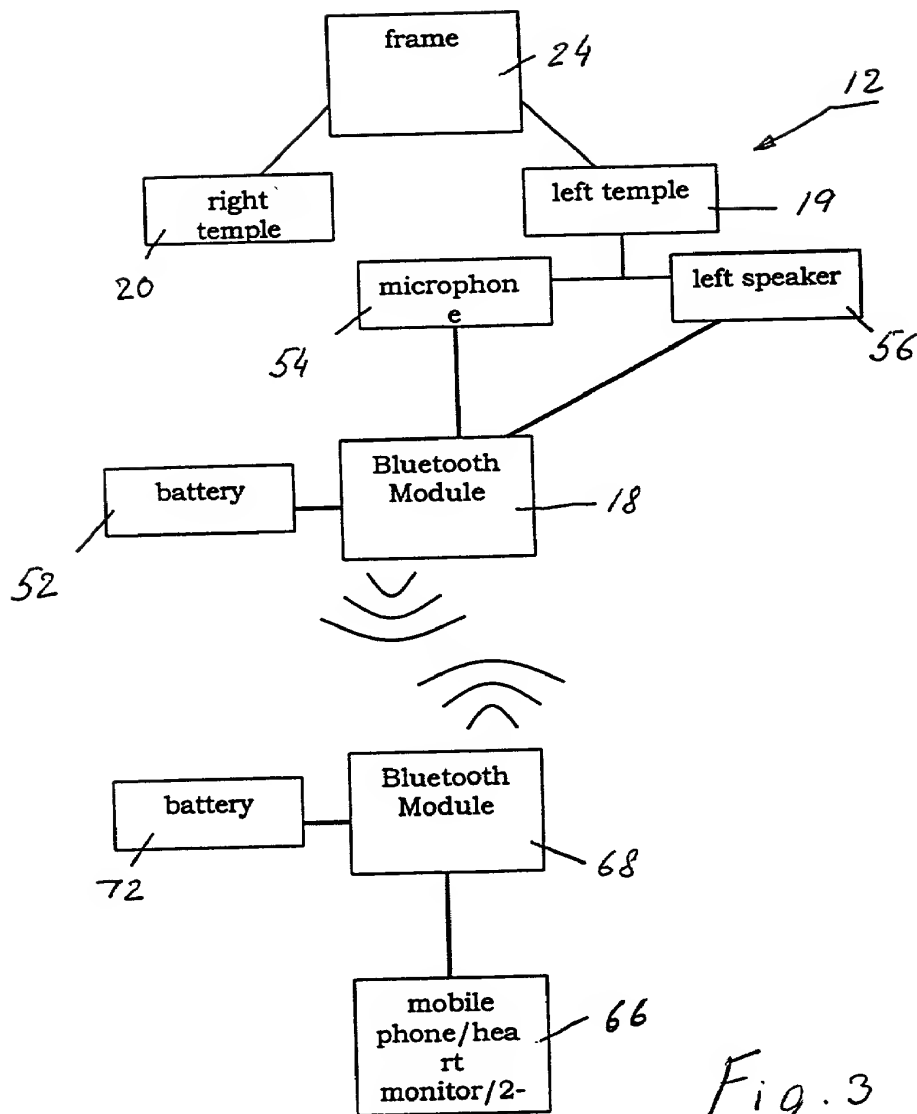 frame
24
12
right
temple
20
left temple
19
microphon
e
54
left speaker
56
battery
52
Bluetooth
Module
18
battery
72
Bluetooth
Module
68
mobile
phone/hea
rt
monitor/2-
66
Fig. 3